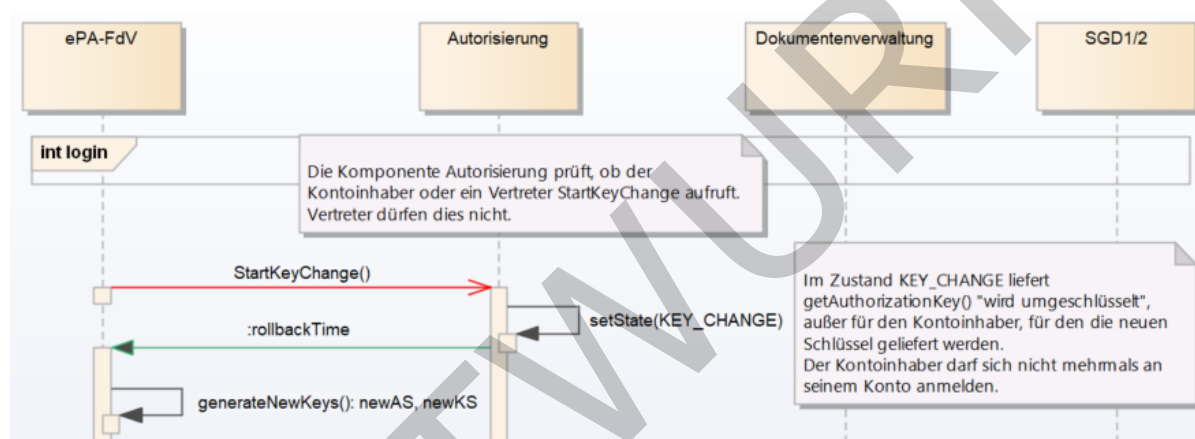 ePA-FdV
Autorisierung
Dokumentenverwaltung
SGD1/2
int login
Die Komponente Autorisierung prüft, ob der
Kontoinhaber oder ein Vertreter StartKeyChange aufruft.
Vertreter dürfen dies nicht.
StartKeyChange()
setState(KEY_CHANGE)
:rollbackTime
generateNewKeys(): newAS, newKS
Im Zustand KEY_CHANGE liefert
getAuthorizationKey() "wird umgeschlüsselt",
außer für den Kontoinhaber, für den die neuen
Schlüssel geliefert werden.
Der Kontoinhaber darf sich nicht mehrmals an
seinem Konto anmelden.